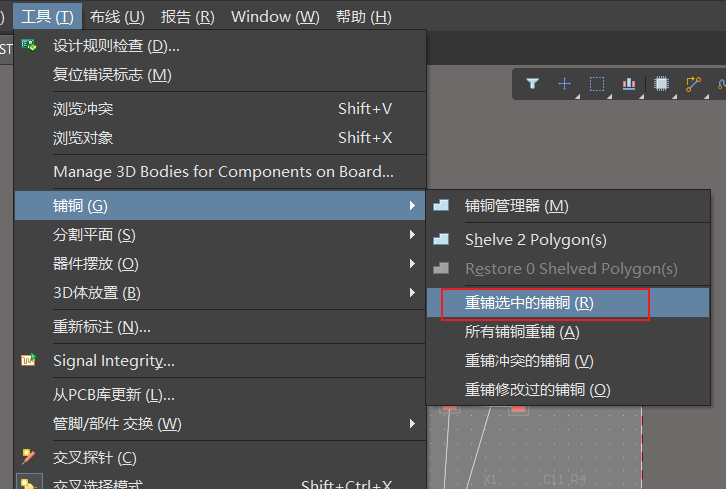 ) 工具 (T) 布线 (U) 报告 (R) Window (W) 帮助 (H)
ST
设计规则检查 (D)...
复位错误标志 (M)
浏览冲突 Shift+V
浏览对象 Shift+X
Manage 3D Bodies for Components on Board...
铺铜 (G)
铺铜管理器 (M)
分割平面 (S)
Shelve 2 Polygon(s)
器件摆放 (O)
Restore 0 Shelved Polygon(s)
3D体放置 (B)
重铺选中的铺铜 (R)
重新标注 (N)...
所有铺铜重铺 (A)
Signal Integrity...
重铺冲突的铺铜 (V)
从PCB库更新 (L)...
重铺修改过的铺铜 (O)
管脚/部件 交换 (W)
交叉探针 (C)
X1 C11 R4
交叉选择模式 Shift+Ctrl+X